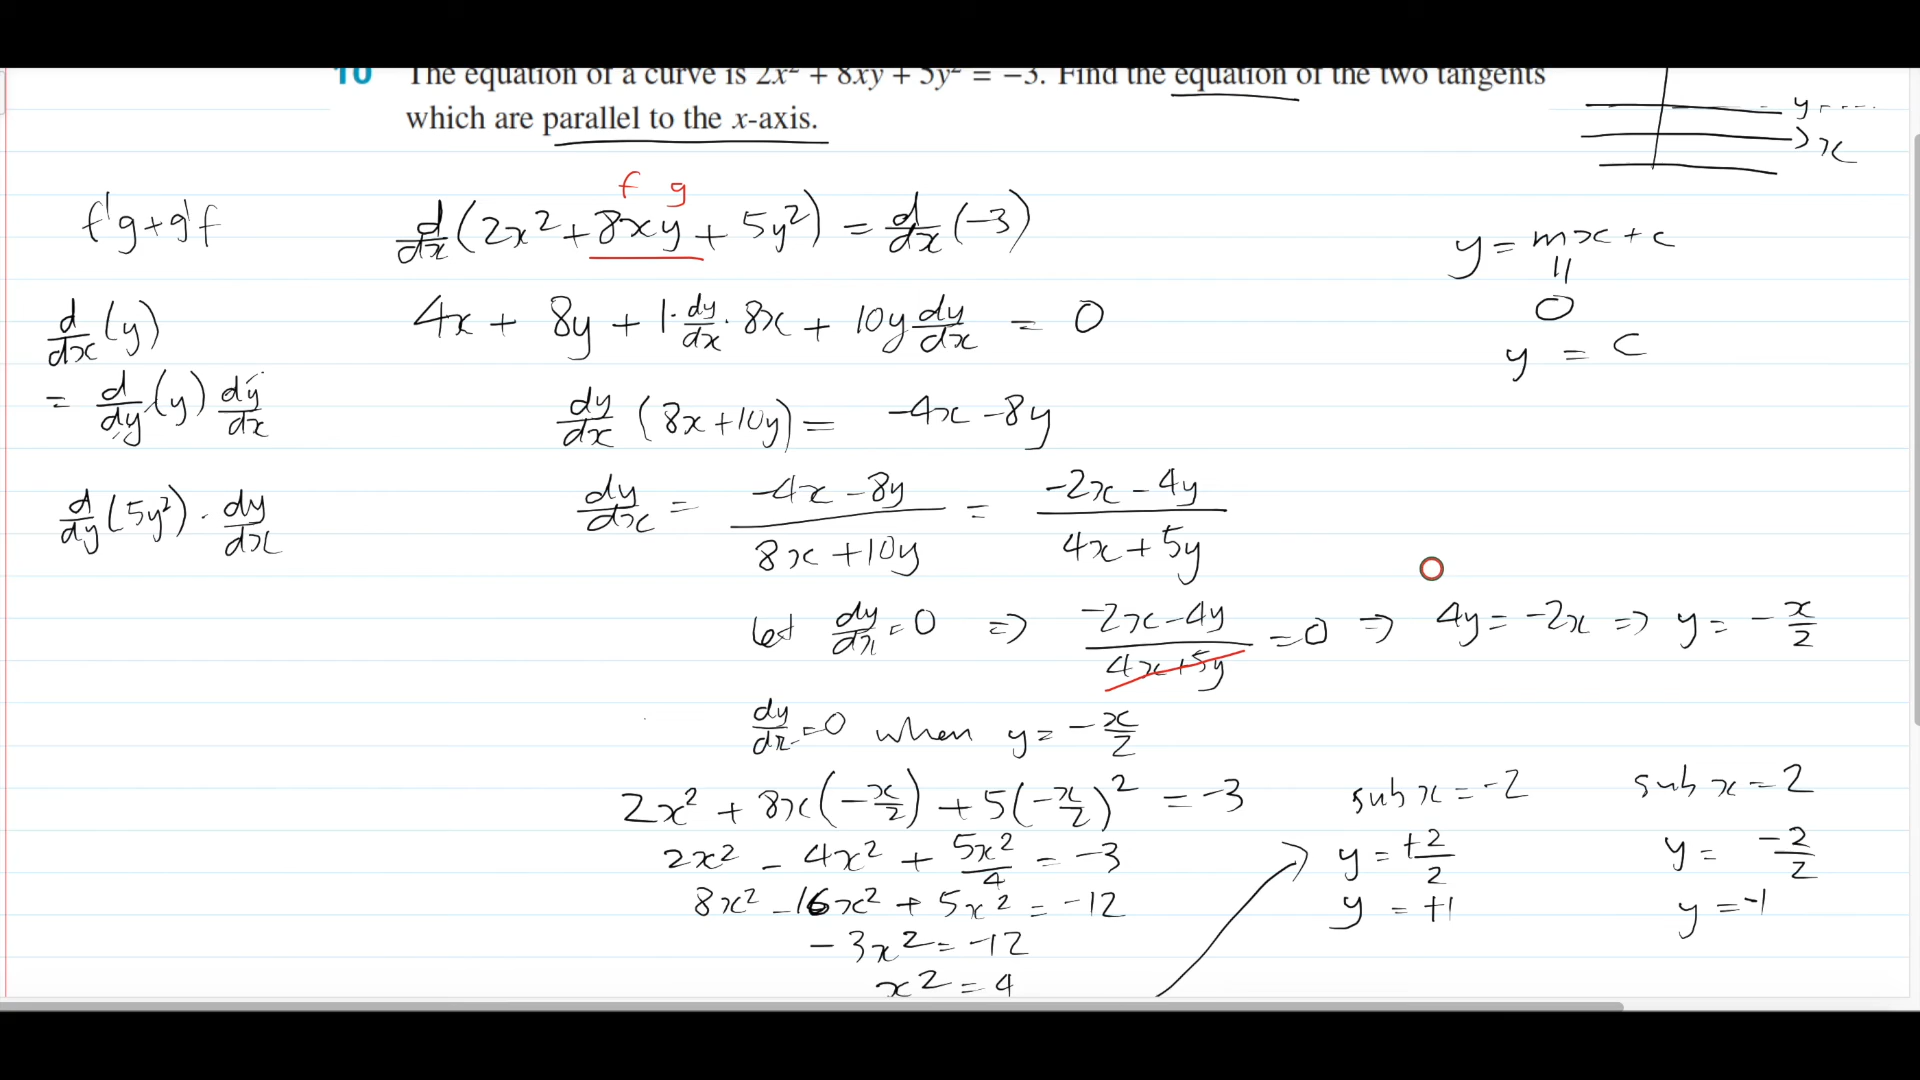 10 The equation of a curve is 2x² + 8xy + 5y² = −3. Find the equation of the two tangents
which are parallel to the x-axis.
y = ....
x
f g
f'g + g'f
d/dx (2x² + 8xy + 5y²) = d/dx (−3)
y = mx + c
||
0
y = c
4x + 8y + 1 · dy/dx · 8x + 10y dy/dx = 0
d/dx (y)
= d/dy (y) dy/dx
dy/dx (8x + 10y) = −4x − 8y
d/dy (5y²) · dy/dx
dy/dx = (−4x − 8y)/(8x + 10y) = (−2x − 4y)/(4x + 5y)
let dy/dx = 0 => (−2x − 4y)/(4x + 5y) = 0 => 4y = −2x => y = −x/2
dy/dx = 0 when y = −x/2
2x² + 8x(−x/2) + 5(−x/2)² = −3
2x² − 4x² + 5x²/4 = −3
8x² − 16x² + 5x² = −12
−3x² = −12
x² = 4
sub x = −2
y = +2/2
y = +1
sub x = 2
y = −2/2
y = −1